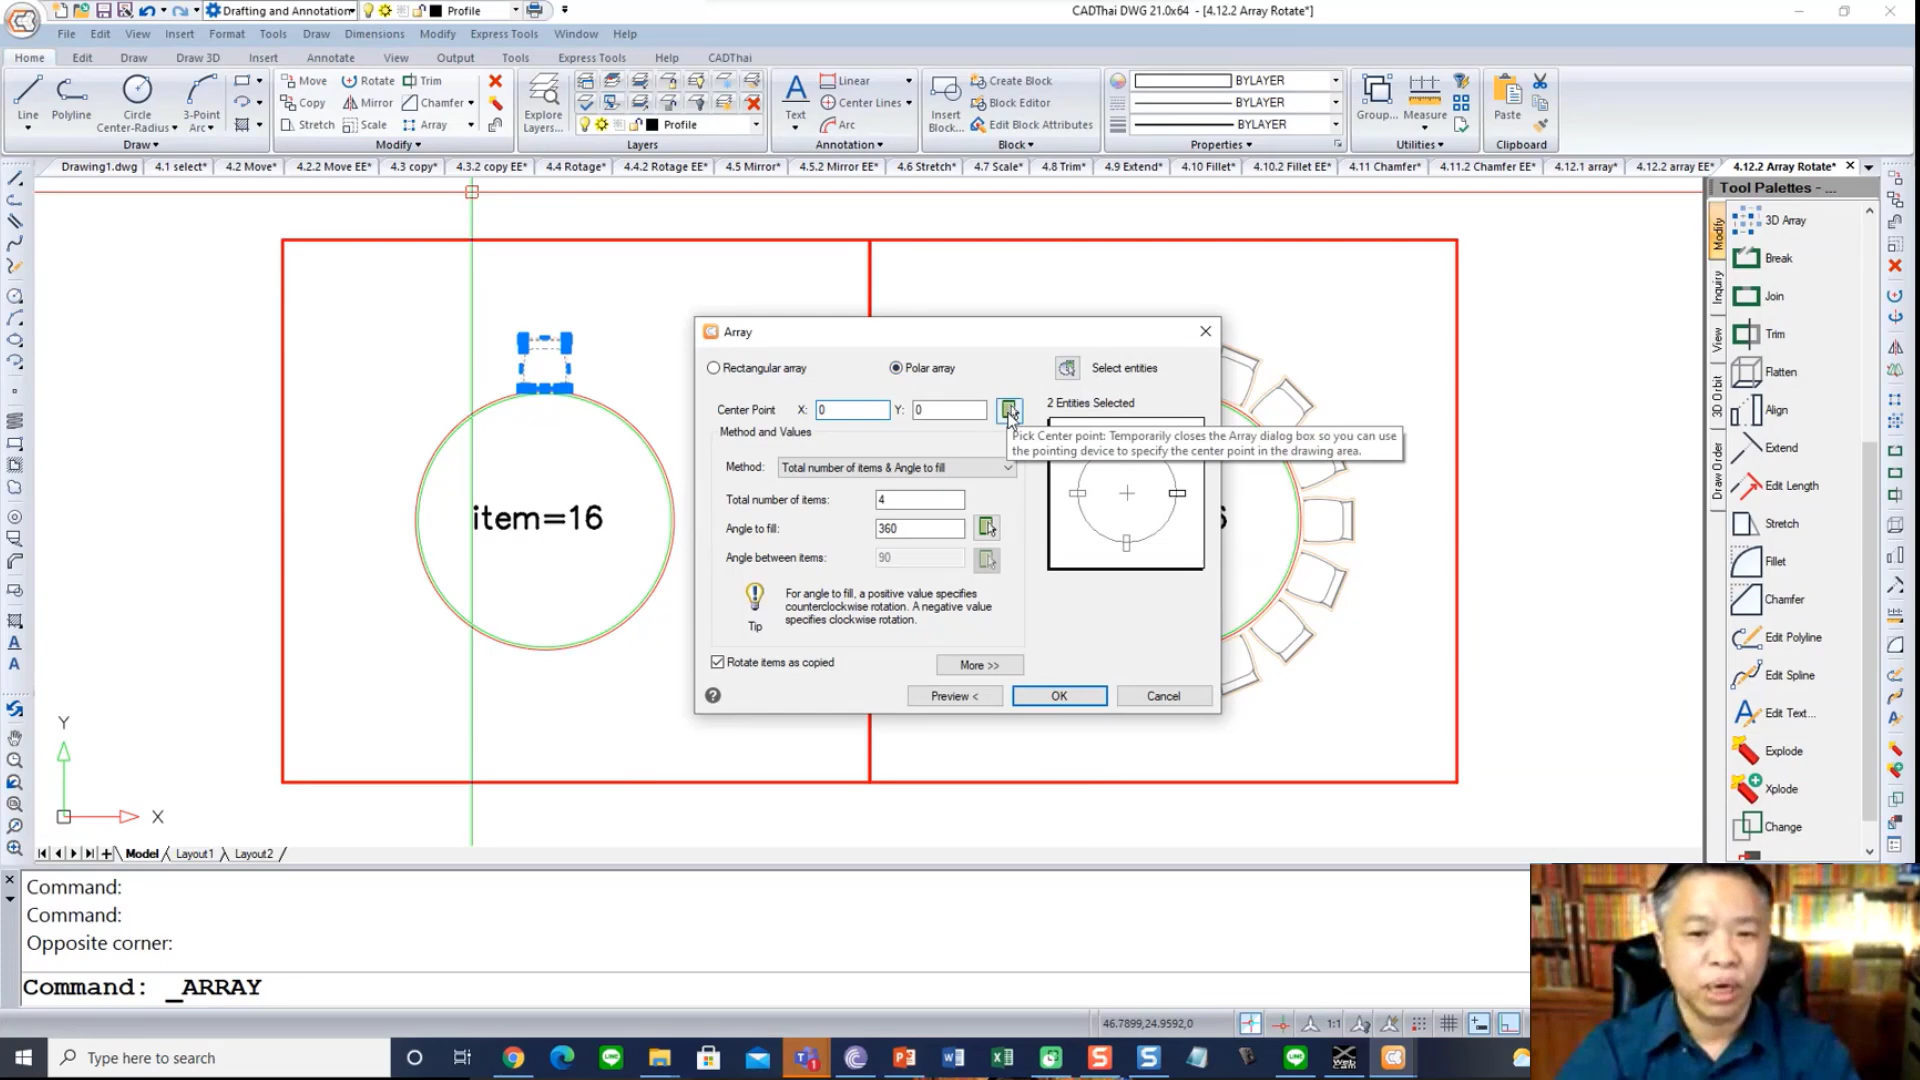 Drafting and Annotation
Profile
CADThai DWG 21.0x64 - [4.12.2 Array Rotate*]
File Edit View Insert Format Tools Draw Dimensions Modify Express Tools Window Help
Home Edit Draw Draw 3D Insert Annotate View Output Express Tools Tools Help CADThai
Line
Polyline
Circle
Center-Radius
3-Point
Arc
Draw
Move Rotate Trim
Copy Mirror Chamfer
Stretch Scale Array
Modify
Explore
Layers...
Profile
Layers
Text
Linear
Center Lines
Arc
Annotation
Insert
Block...
Create Block
Block Editor
Edit Block Attributes
Block
BYLAYER
BYLAYER
BYLAYER
Properties
Group...
Measure
Utilities
Paste
Clipboard
Drawing1.dwg 4.1 select* 4.2 Move* 4.2.2 Move EE* 4.3 copy* 4.3.2 copy EE* 4.4 Rotage* 4.4.2 Rotage EE* 4.5 Mirror* 4.5.2 Mirror EE* 4.6 Stretch* 4.7 Scale* 4.8 Trim* 4.9 Extend* 4.10 Fillet* 4.10.2 Fillet EE* 4.11 Chamfer* 4.11.2 Chamfer EE* 4.12.1 array* 4.12.2 array EE* 4.12.2 Array Rotate*
Tool Palettes - ...
Modify
Inquiry
View
3D Orbit
Draw Order
3D Array
Break
Join
Trim
Flatten
Align
Extend
Edit Length
Stretch
Fillet
Chamfer
Edit Polyline
Edit Spline
Edit Text...
Explode
Xplode
Change
item=16
Array
Rectangular array
Polar array
Select entities
Center Point X: 0 Y: 0
2 Entities Selected
Pick Center point: Temporarily closes the Array dialog box so you can use
the pointing device to specify the center point in the drawing area.
Method and Values
Method: Total number of items & Angle to fill
Total number of items: 4
Angle to fill: 360
Angle between items: 90
For angle to fill, a positive value specifies
counterclockwise rotation. A negative value
specifies clockwise rotation.
Tip
Rotate items as copied
More >>
Preview <
OK
Cancel
Y
X
Model Layout1 Layout2
Command:
Command:
Opposite corner:
Command: _ARRAY
46.7899,24.9592,0
1:1
Type here to search